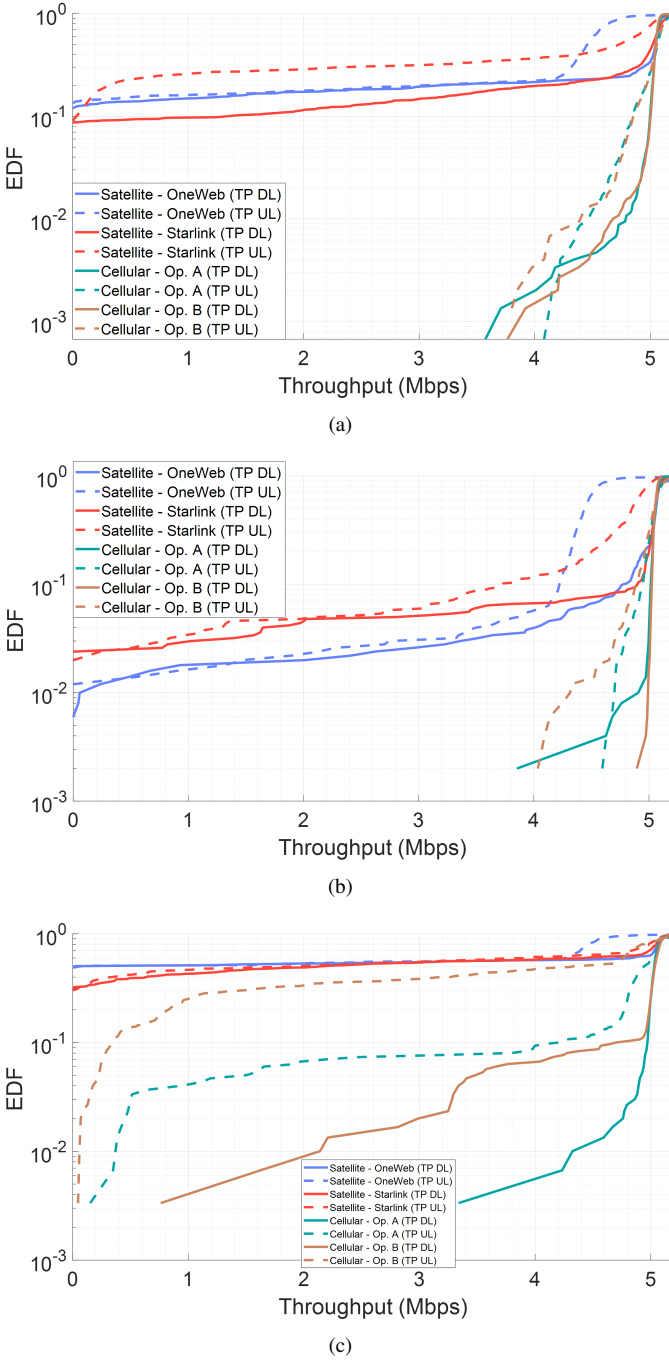 10^0
10^-1
10^-2
10^-3
EDF
Satellite - OneWeb (TP DL)
Satellite - OneWeb (TP UL)
Satellite - Starlink (TP DL)
Satellite - Starlink (TP UL)
Cellular - Op. A (TP DL)
Cellular - Op. A (TP UL)
Cellular - Op. B (TP DL)
Cellular - Op. B (TP UL)
0 1 2 3 4 5
Throughput (Mbps)
(a)
10^0
10^-1
10^-2
10^-3
EDF
Satellite - OneWeb (TP DL)
Satellite - OneWeb (TP UL)
Satellite - Starlink (TP DL)
Satellite - Starlink (TP UL)
Cellular - Op. A (TP DL)
Cellular - Op. A (TP UL)
Cellular - Op. B (TP DL)
Cellular - Op. B (TP UL)
0 1 2 3 4 5
Throughput (Mbps)
(b)
10^0
10^-1
10^-2
10^-3
EDF
Satellite - OneWeb (TP DL)
Satellite - OneWeb (TP UL)
Satellite - Starlink (TP DL)
Satellite - Starlink (TP UL)
Cellular - Op. A (TP DL)
Cellular - Op. A (TP UL)
Cellular - Op. B (TP DL)
Cellular - Op. B (TP UL)
0 1 2 3 4 5
Throughput (Mbps)
(c)